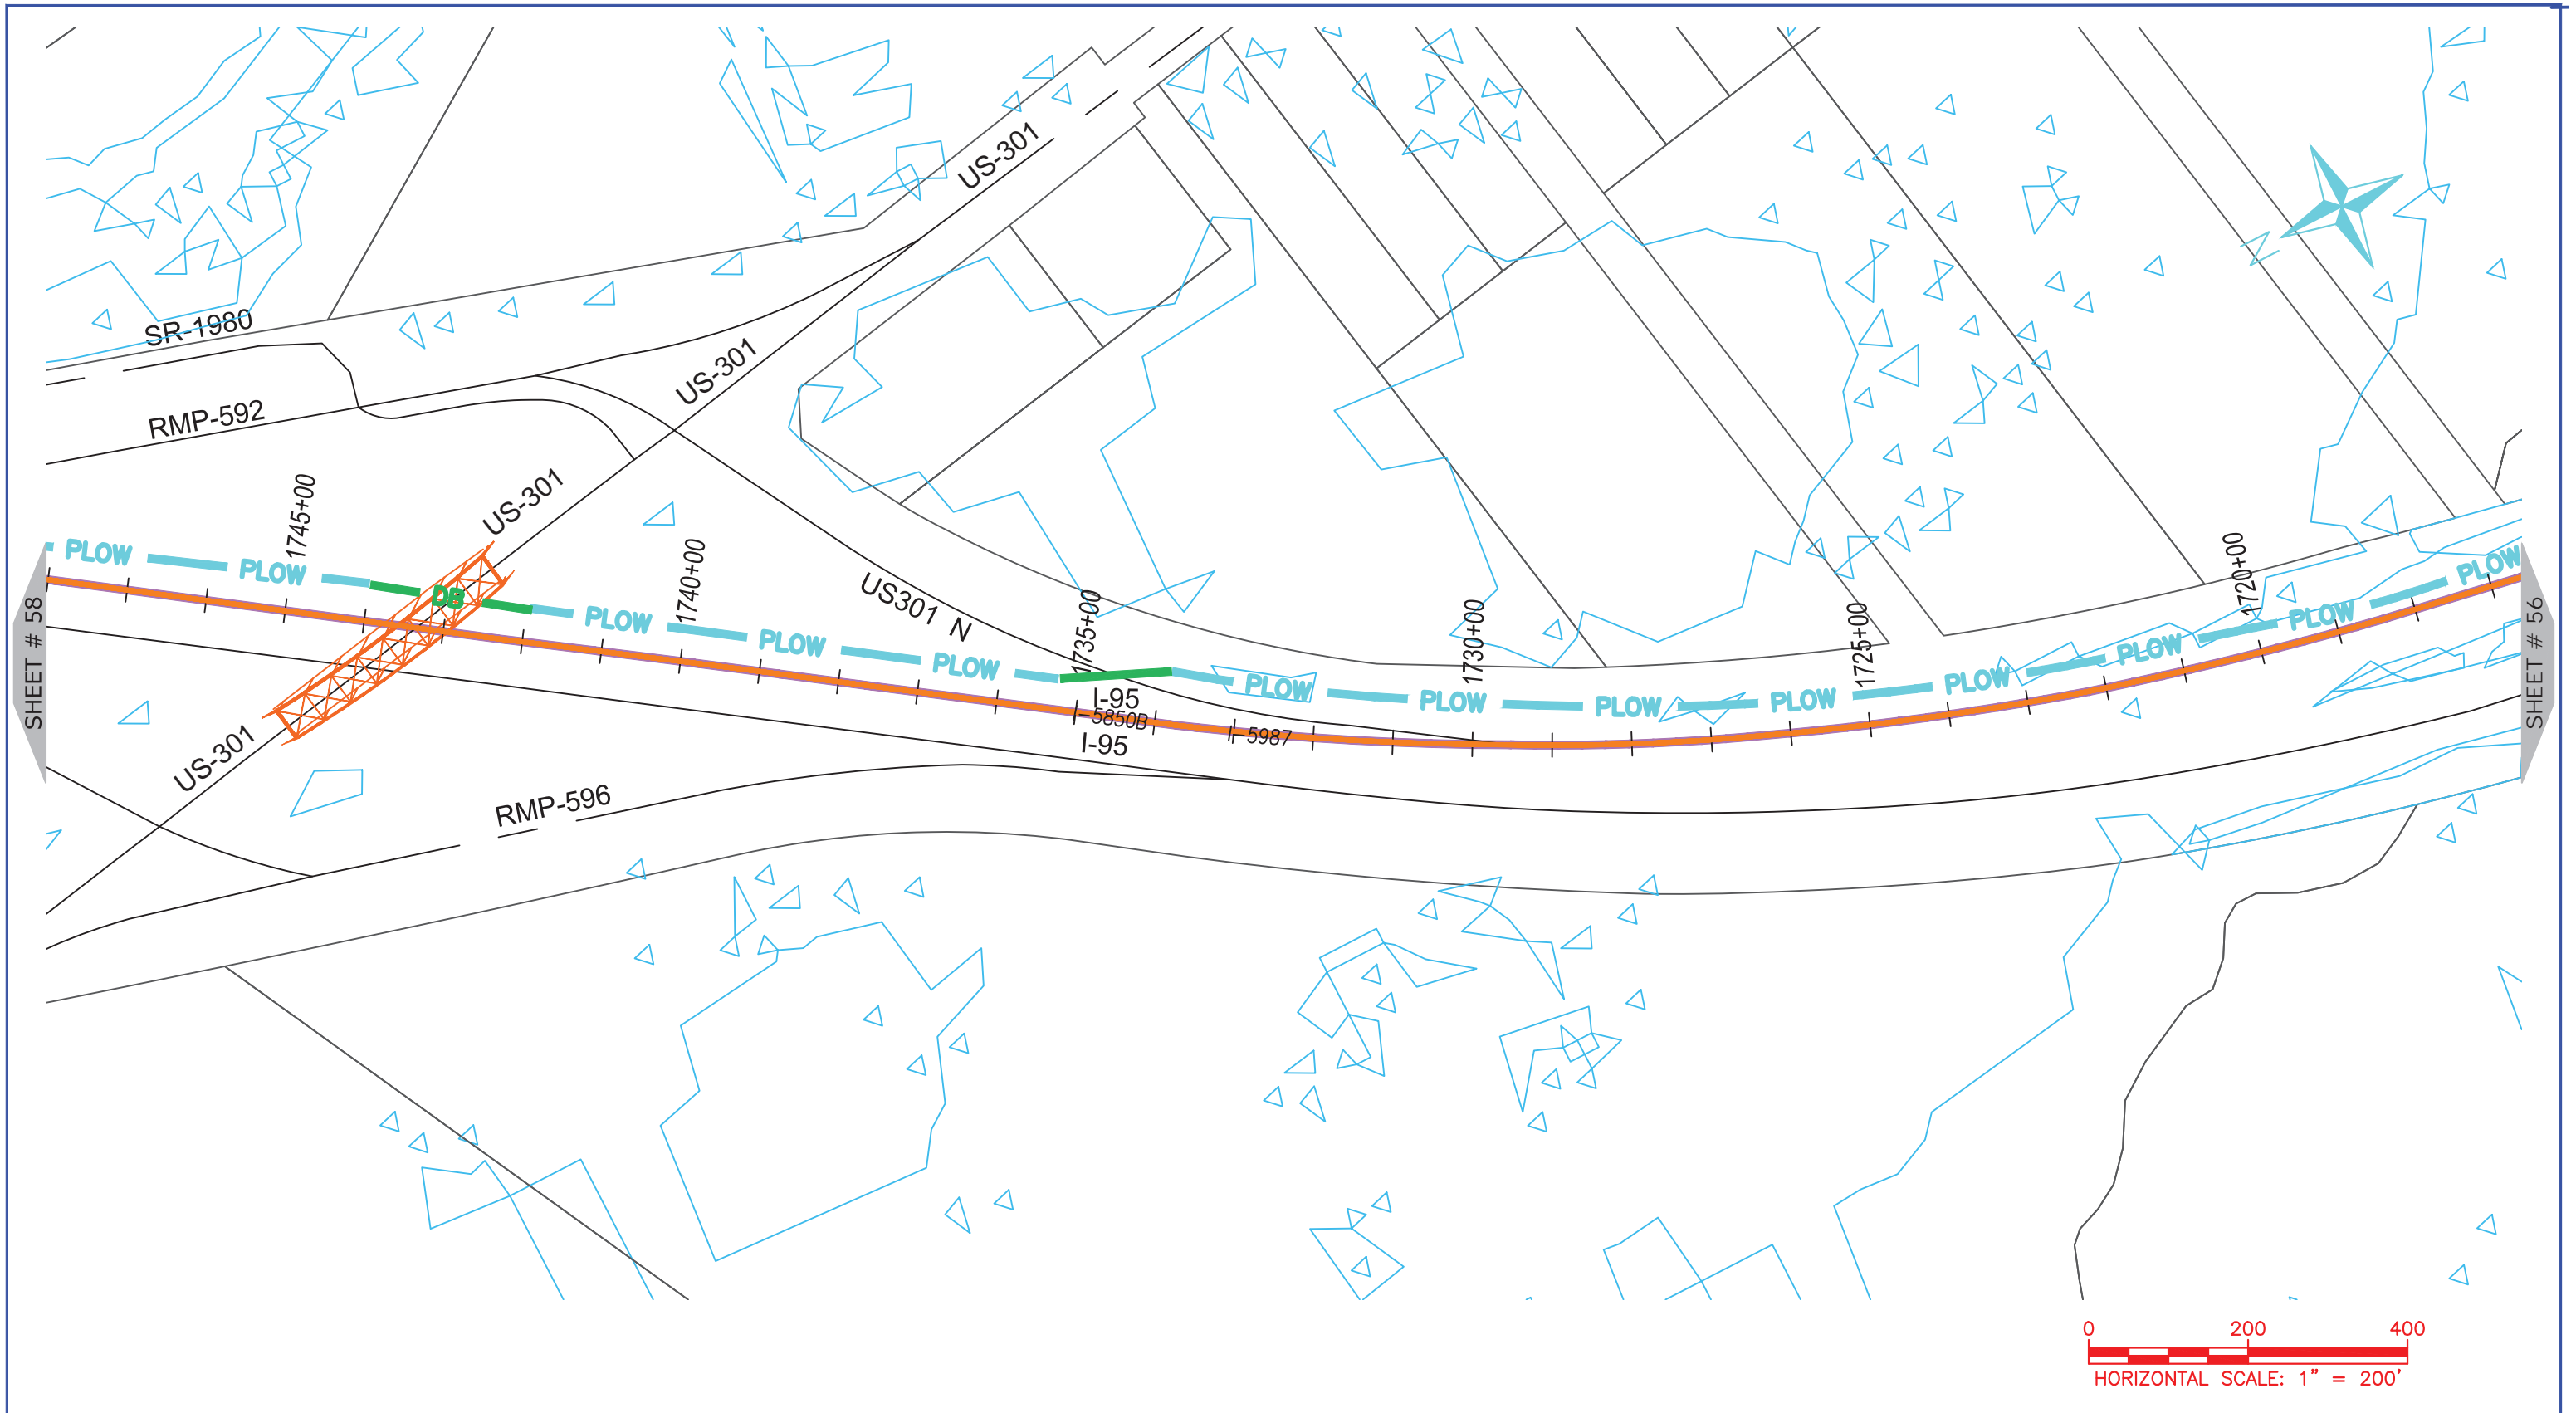 US-301
SR-1980
US-301
RMP-592
US-301
1745+00
1740+00
1735+00
1730+00
1725+00
1720+00
N
PLOW
PLOW
DB
PLOW
PLOW
PLOW
PLOW
PLOW
PLOW
PLOW
PLOW
PLOW
PLOW
PLOW
US301 N
I-95
5850B
5987
I-95
US-301
RMP-596
SHEET # 58
SHEET # 56
0 200 400
HORIZONTAL SCALE: 1" = 200'